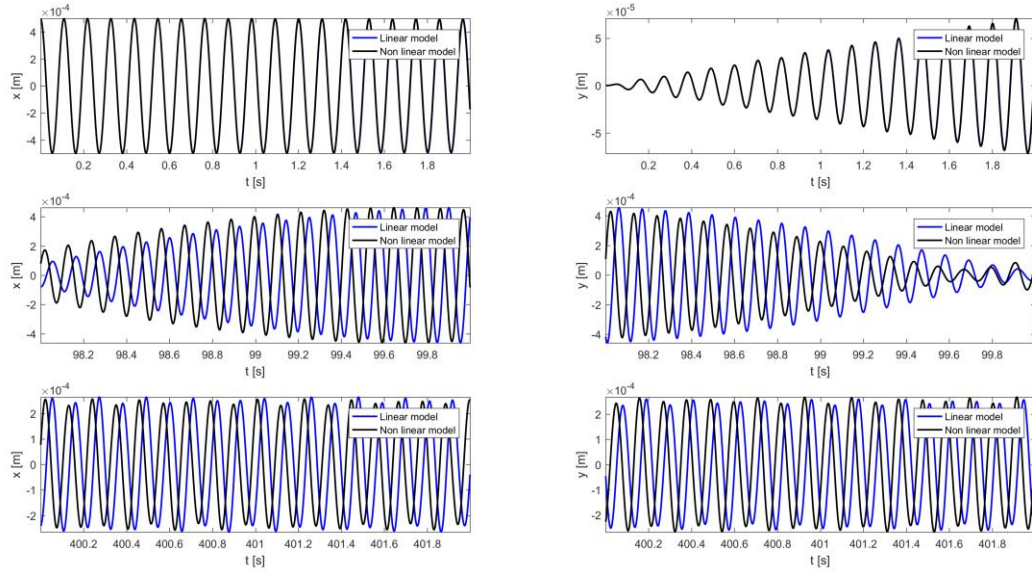 ×10⁻⁴
4
2
0
-2
-4
x [m]
Linear model
Non linear model
0.2 0.4 0.6 0.8 1 1.2 1.4 1.6 1.8
t [s]
×10⁻⁵
5
0
-5
y [m]
Linear model
Non linear model
0.2 0.4 0.6 0.8 1 1.2 1.4 1.6 1.8
t [s]
×10⁻⁴
4
2
0
-2
-4
x [m]
Linear model
Non linear model
98.2 98.4 98.6 98.8 99 99.2 99.4 99.6 99.8
t [s]
×10⁻⁴
4
2
0
-2
-4
y [m]
Linear model
Non linear model
98.2 98.4 98.6 98.8 99 99.2 99.4 99.6 99.8
t [s]
×10⁻⁴
2
1
0
-1
-2
x [m]
Linear model
Non linear model
400.2 400.4 400.6 400.8 401 401.2 401.4 401.6 401.8
t [s]
×10⁻⁴
2
1
0
-1
-2
y [m]
Linear model
Non linear model
400.2 400.4 400.6 400.8 401 401.2 401.4 401.6 401.8
t [s]